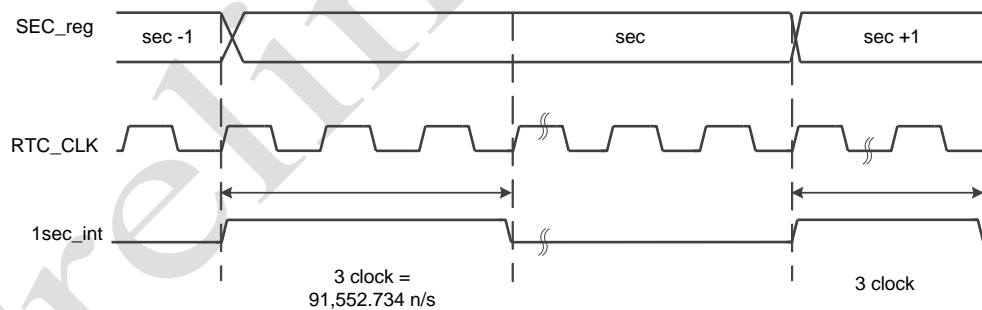 SEC_reg
sec -1
sec
sec +1
RTC_CLK
1sec_int
3 clock =
91,552.734 n/s
3 clock